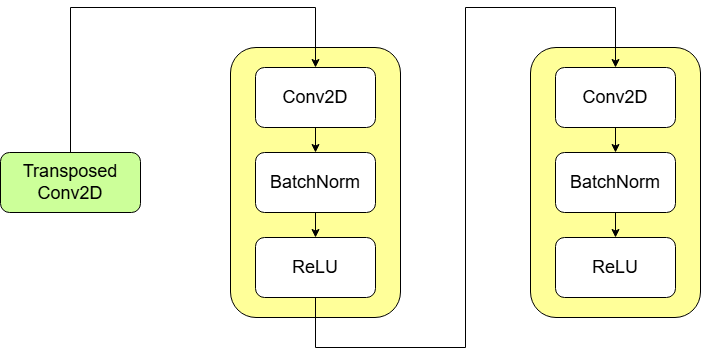 Transposed
Conv2D
Conv2D
BatchNorm
ReLU
Conv2D
BatchNorm
ReLU